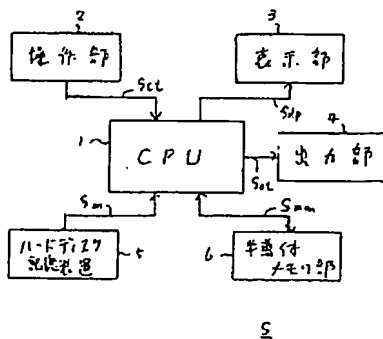 2
3
操作部
表示部
Sct
Sdp
4
1
CPU
出力部
Sot
Sm
Smm
ハードディスク
記憶装置
5
6
半導体
メモリ部
S